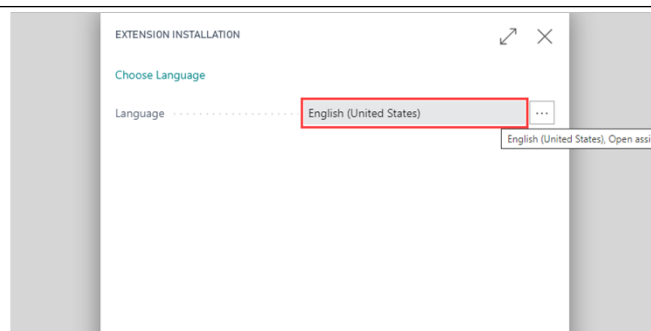 EXTENSION INSTALLATION
Choose Language
Language
English (United States)
...
English (United States), Open assi